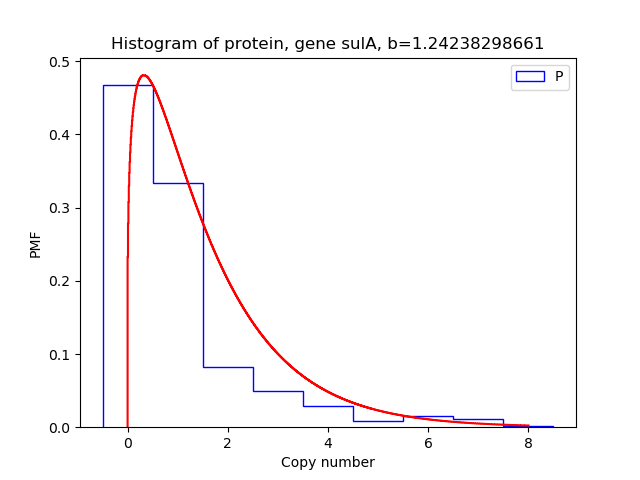 Histogram of protein, gene sulA, b=1.24238298661
P
0.5
0.4
0.3
0.2
0.1
0.0
PMF
0 2 4 6 8
Copy number